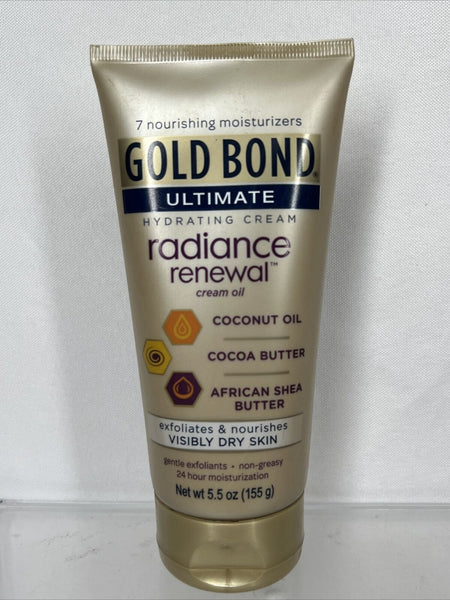 7 nourishing moisturizers
GOLD BOND®
ULTIMATE
HYDRATING CREAM
radiance
renewal™
cream oil
COCONUT OIL
COCOA BUTTER
AFRICAN SHEA
BUTTER
exfoliates & nourishes
VISIBLY DRY SKIN
gentle exfoliants • non-greasy
24 hour moisturization
Net wt 5.5 oz (155 g)